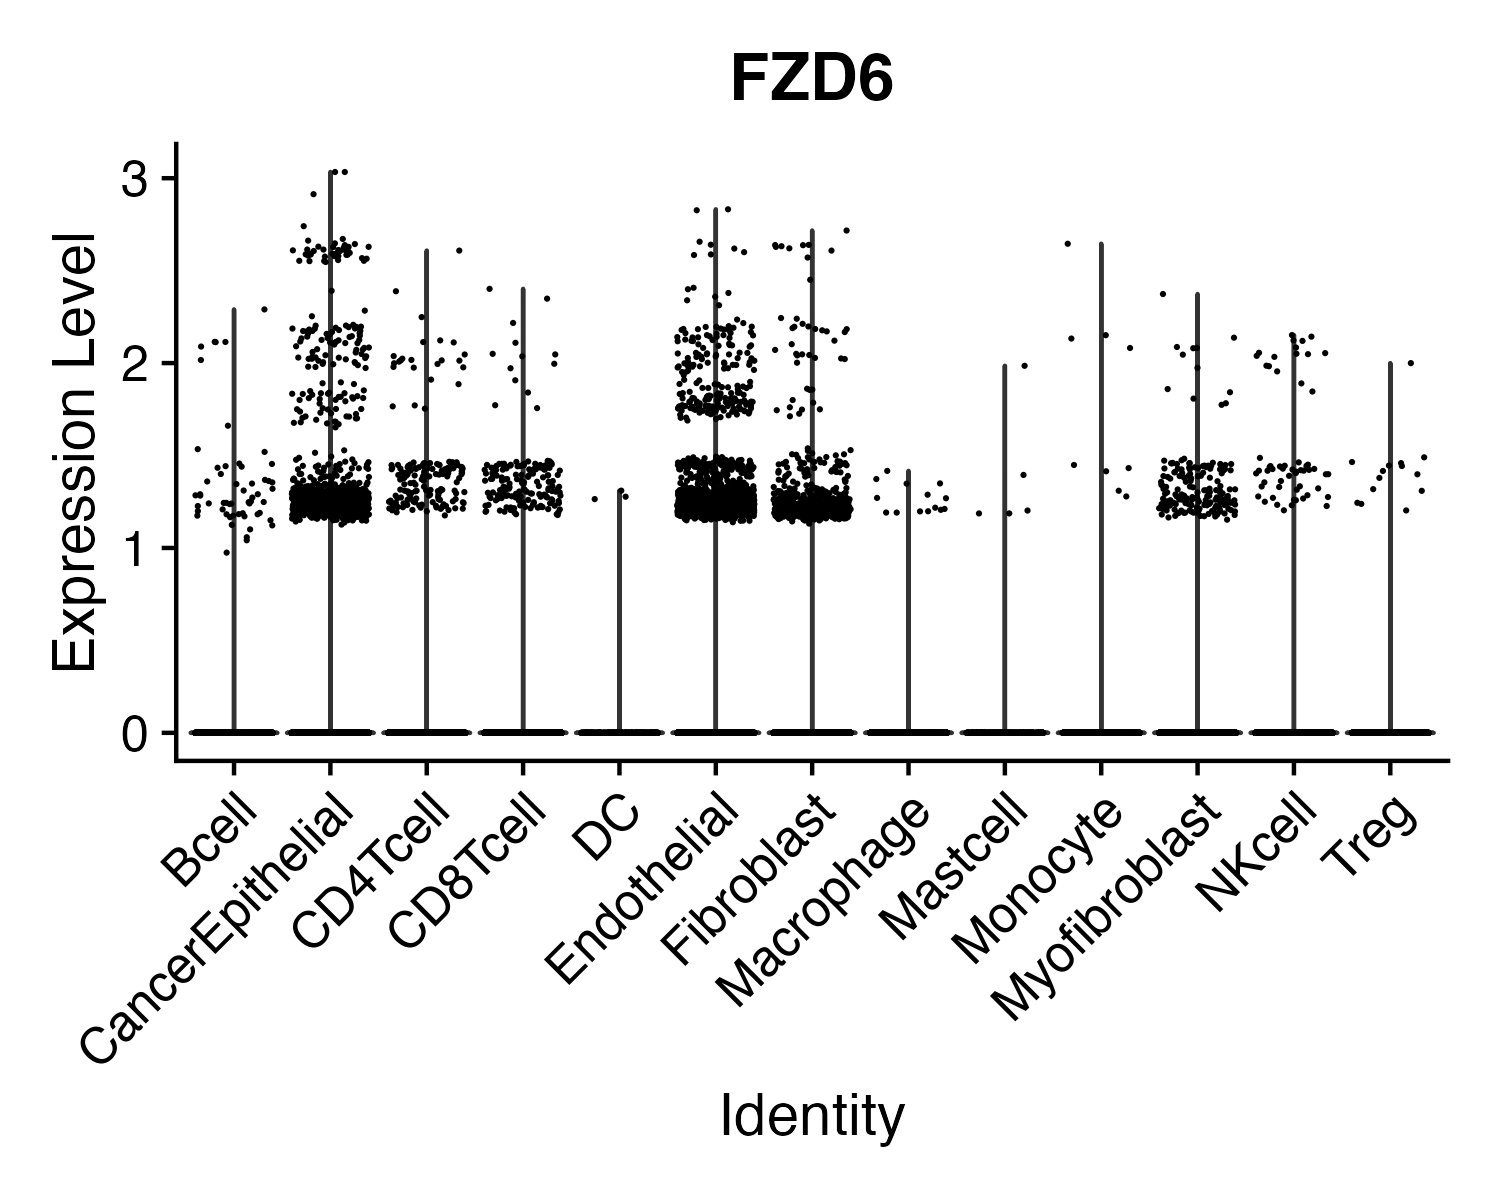 FZD6
Expression Level
3
2
1
0
Bcell
CancerEpithelial
CD4Tcell
CD8Tcell
DC
Endothelial
Fibroblast
Macrophage
Mastcell
Monocyte
Myofibroblast
NKcell
Treg
Identity